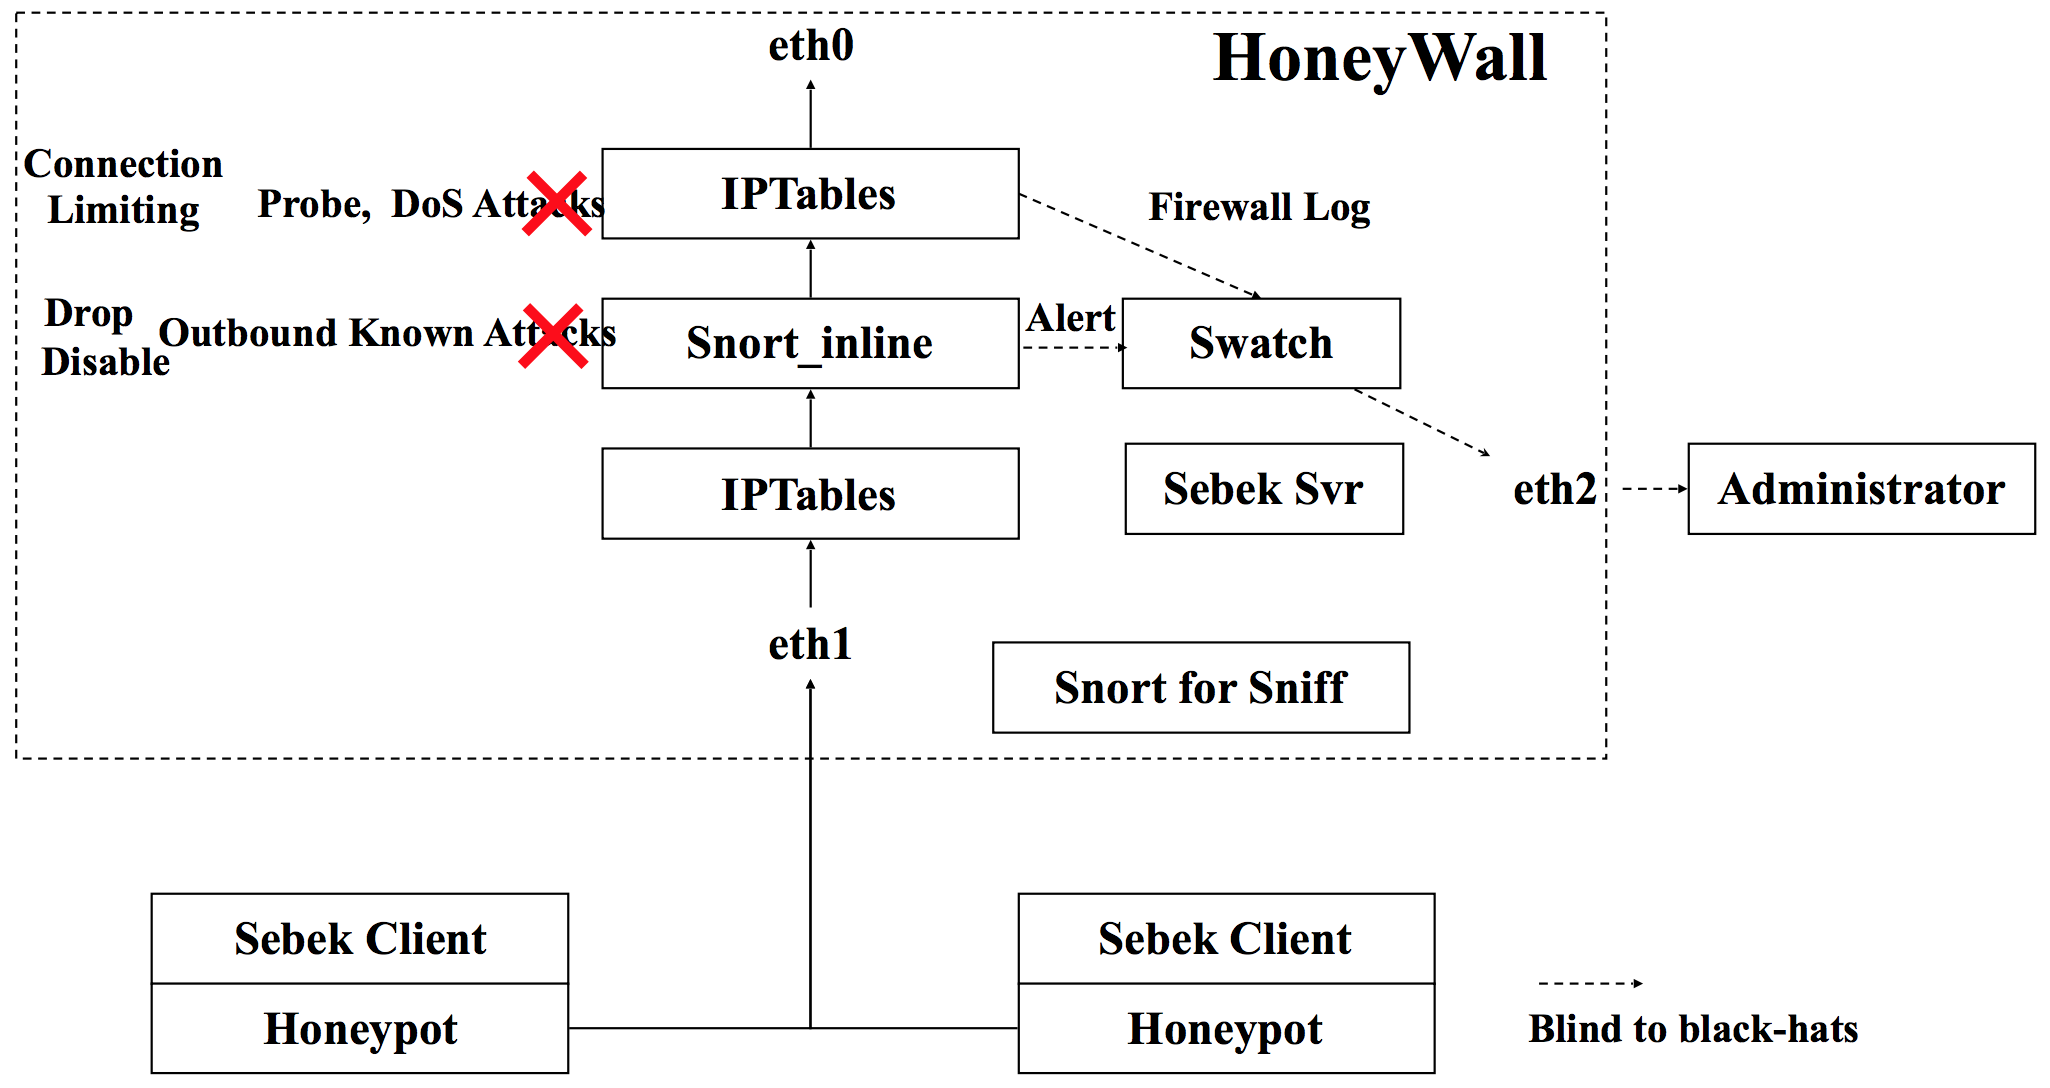 eth0
HoneyWall
Connection
Limiting
Probe, DoS Attacks
IPTables
Firewall Log
Drop
Disable
Outbound Known Attacks
Snort_inline
Alert
Swatch
IPTables
Sebek Svr
eth2
Administrator
eth1
Snort for Sniff
Sebek Client
Honeypot
Sebek Client
Honeypot
Blind to black-hats